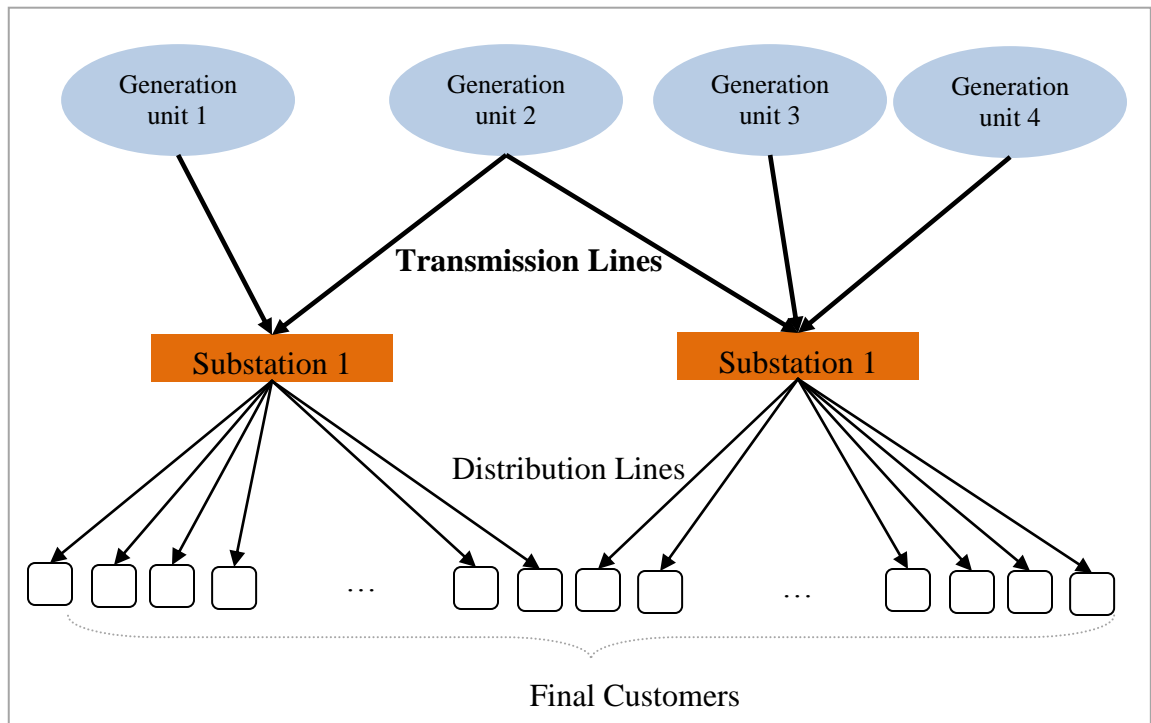 Generation
unit 1
Generation
unit 2
Generation
unit 3
Generation
unit 4
Transmission Lines
Substation 1
Substation 1
Distribution Lines
…
…
Final Customers